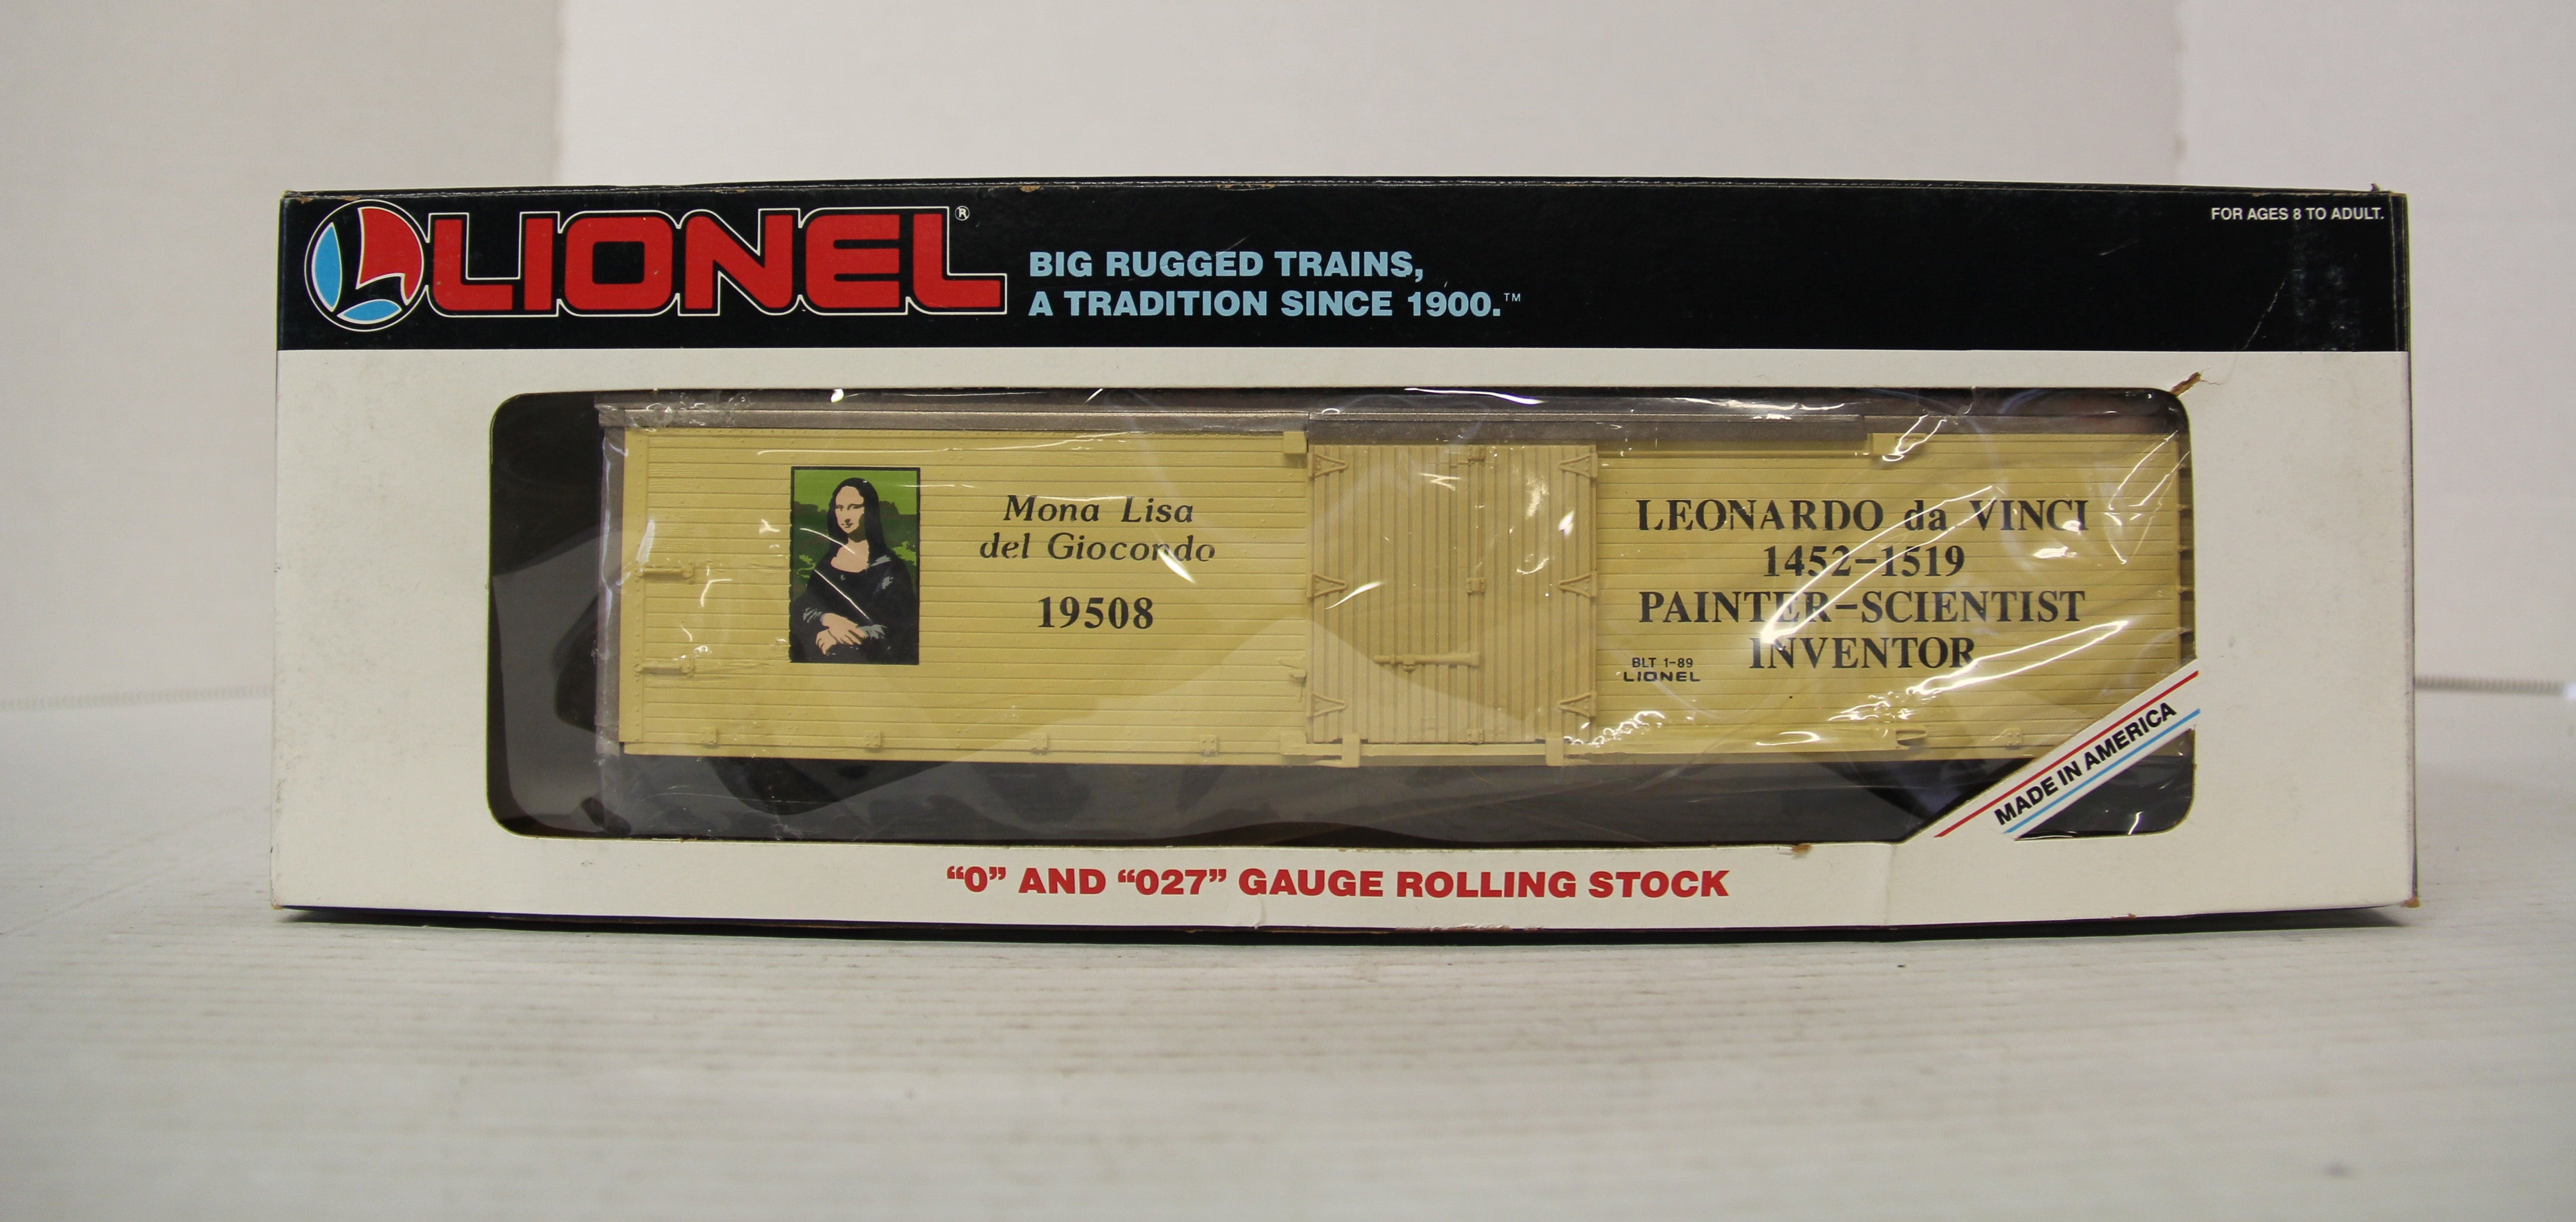 LIONEL®
BIG RUGGED TRAINS,
A TRADITION SINCE 1900.™
FOR AGES 8 TO ADULT.
Mona Lisa
del Giocondo
19508
LEONARDO da VINCI
1452-1519
PAINTER-SCIENTIST
INVENTOR
BLT 1-89
LIONEL
MADE IN AMERICA
"0" AND "027" GAUGE ROLLING STOCK